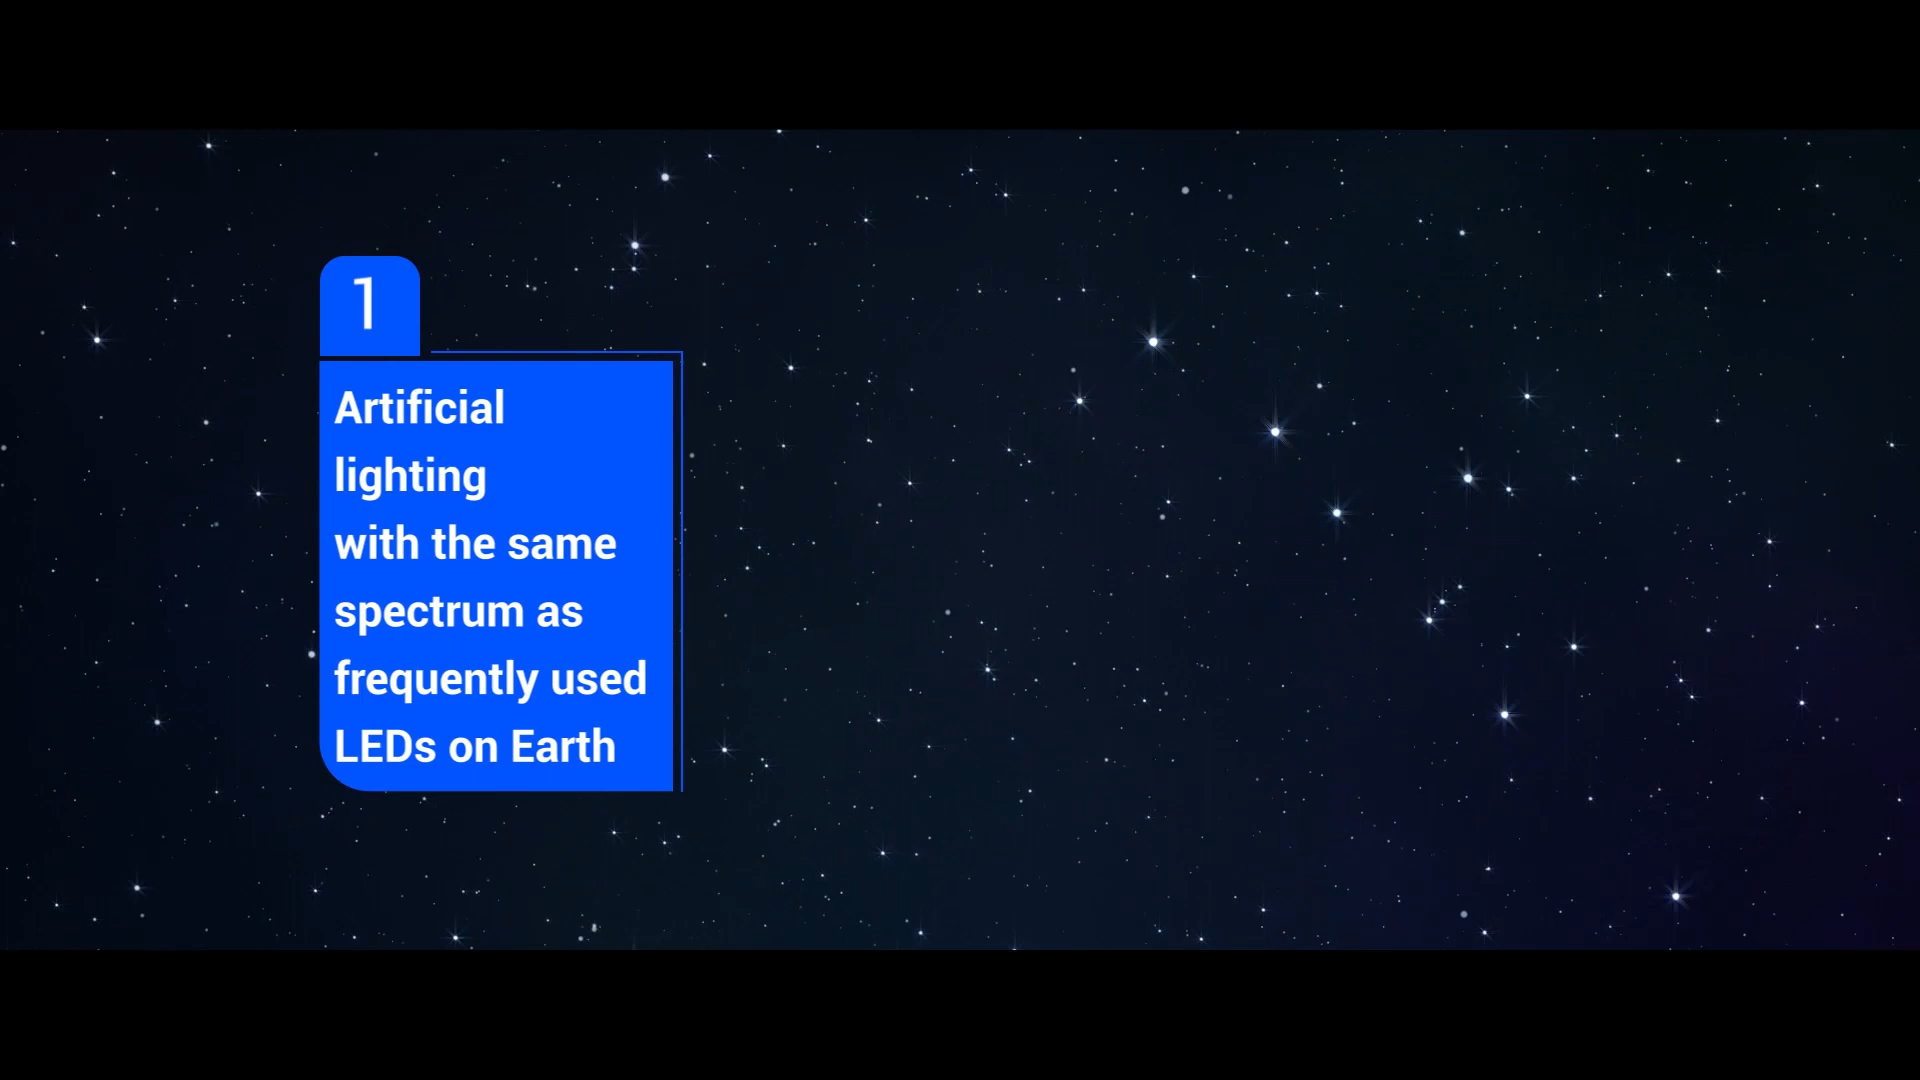 1
Artificial
lighting
with the same
spectrum as
frequently used
LEDs on Earth